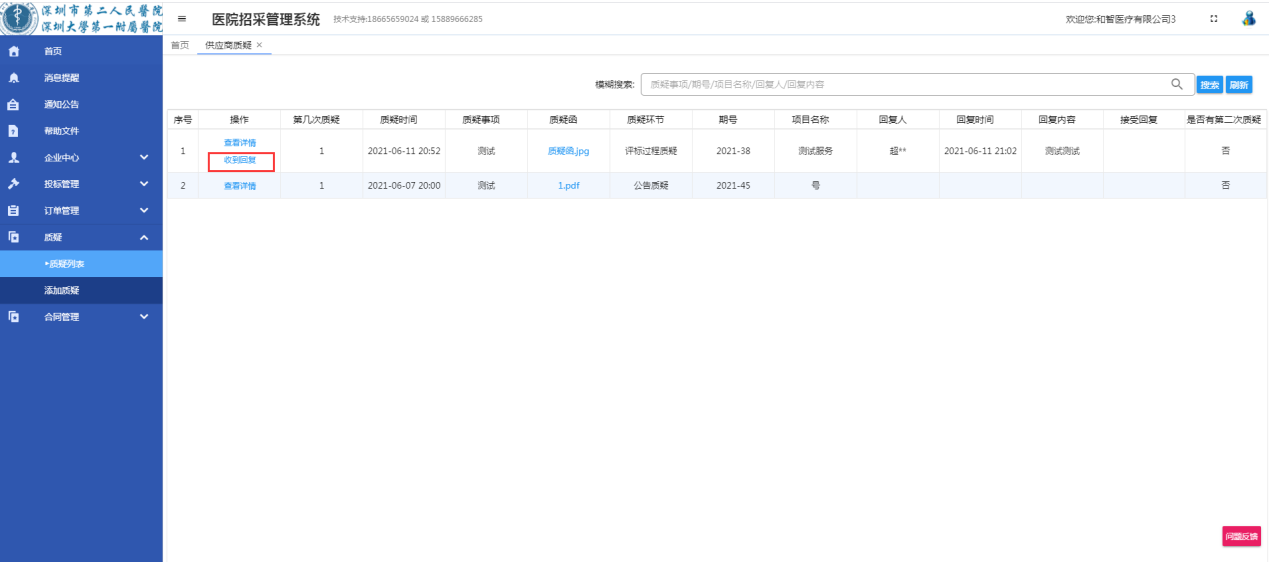 深圳市第二人民醫院
深圳大學第一附屬醫院
医院招采管理系统 技术支持:18665659024 或 15889666285 欢迎您:和智医疗有限公司3
首页 供应商质疑 ×
首页
消息提醒
通知公告
帮助文件
企业中心
投标管理
订单管理
质疑
▸质疑列表
添加质疑
合同管理
模糊搜索: 质疑事项/期号/项目名称/回复人/回复内容 搜索 刷新
序号 操作 第几次质疑 质疑时间 质疑事项 质疑函 质疑环节 期号 项目名称 回复人 回复时间 回复内容 接受回复 是否有第二次质疑
1 查看详情 1 2021-06-11 20:52 测试 质疑函.jpg 评标过程质疑 2021-38 测试服务 超** 2021-06-11 21:02 测试测试 否
收到回复
2 查看详情 1 2021-06-07 20:00 测试 1.pdf 公告质疑 2021-45 号 否
问题反馈